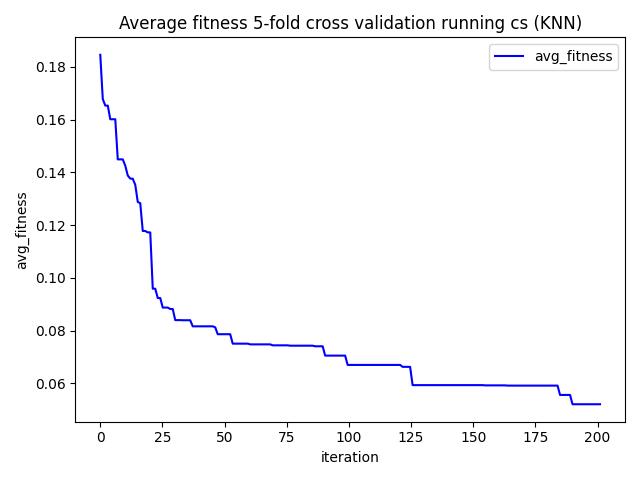 Average fitness 5-fold cross validation running cs (KNN)
avg_fitness
0.18
0.16
0.14
0.12
0.10
0.08
0.06
avg_fitness
0 25 50 75 100 125 150 175 200
iteration